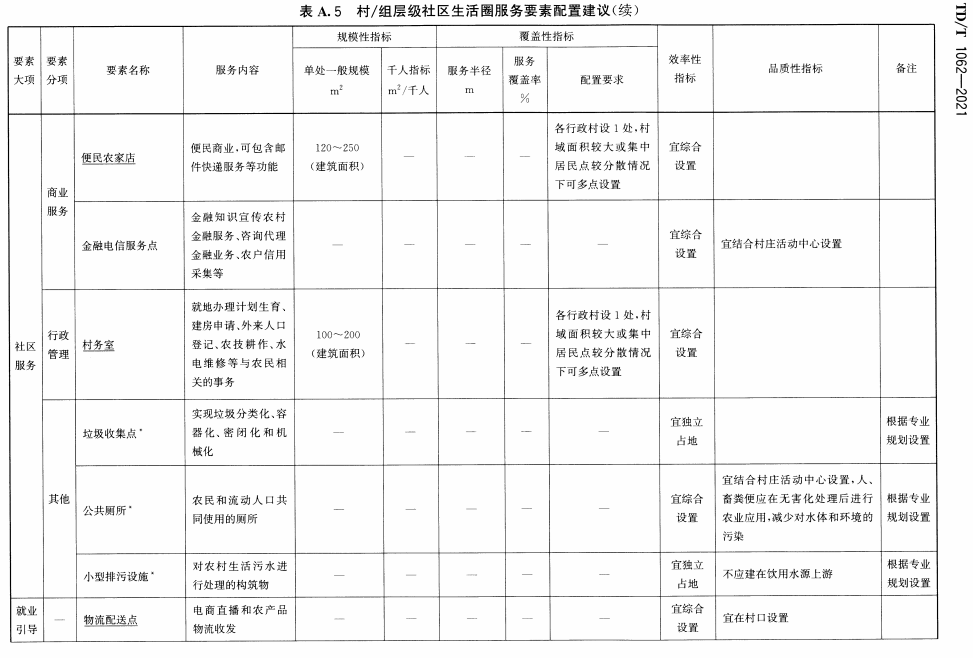 表 A.5 村/组层级社区生活圈服务要素配置建议(续)
TD/T 1062—2021
要素
大项
要素
分项
要素名称
服务内容
规模性指标
单处一般规模
m²
千人指标
m²/千人
覆盖性指标
服务半径
m
服务
覆盖率
%
配置要求
效率性
指标
品质性指标
备注
社区
服务
商业
服务
便民农家店
便民商业,可包含邮
件快递服务等功能
120～250
(建筑面积)
—
—
—
各行政村设 1 处,村
域面积较大或集中
居民点较分散情况
下可多点设置
宜综合
设置
金融电信服务点
金融知识宣传农村
金融服务、咨询代理
金融业务、农户信用
采集等
—
—
—
—
—
宜综合
设置
宜结合村庄活动中心设置
行政
管理
村务室
就地办理计划生育、
建房申请、外来人口
登记、农技耕作、水
电维修等与农民相
关的事务
100～200
(建筑面积)
—
—
—
各行政村设 1 处,村
域面积较大或集中
居民点较分散情况
下可多点设置
宜综合
设置
其他
垃圾收集点*
实现垃圾分类化、容
器化、密闭化和机
械化
—
—
—
—
—
宜独立
占地
根据专业
规划设置
公共厕所*
农民和流动人口共
同使用的厕所
—
—
—
—
—
宜综合
设置
宜结合村庄活动中心设置,人、
畜粪便应在无害化处理后进行
农业应用,减少对水体和环境的
污染
根据专业
规划设置
小型排污设施*
对农村生活污水进
行处理的构筑物
—
—
—
—
—
宜独立
占地
不应建在饮用水源上游
根据专业
规划设置
就业
引导
—
物流配送点
电商直播和农产品
物流收发
—
—
—
—
—
宜综合
设置
宜在村口设置